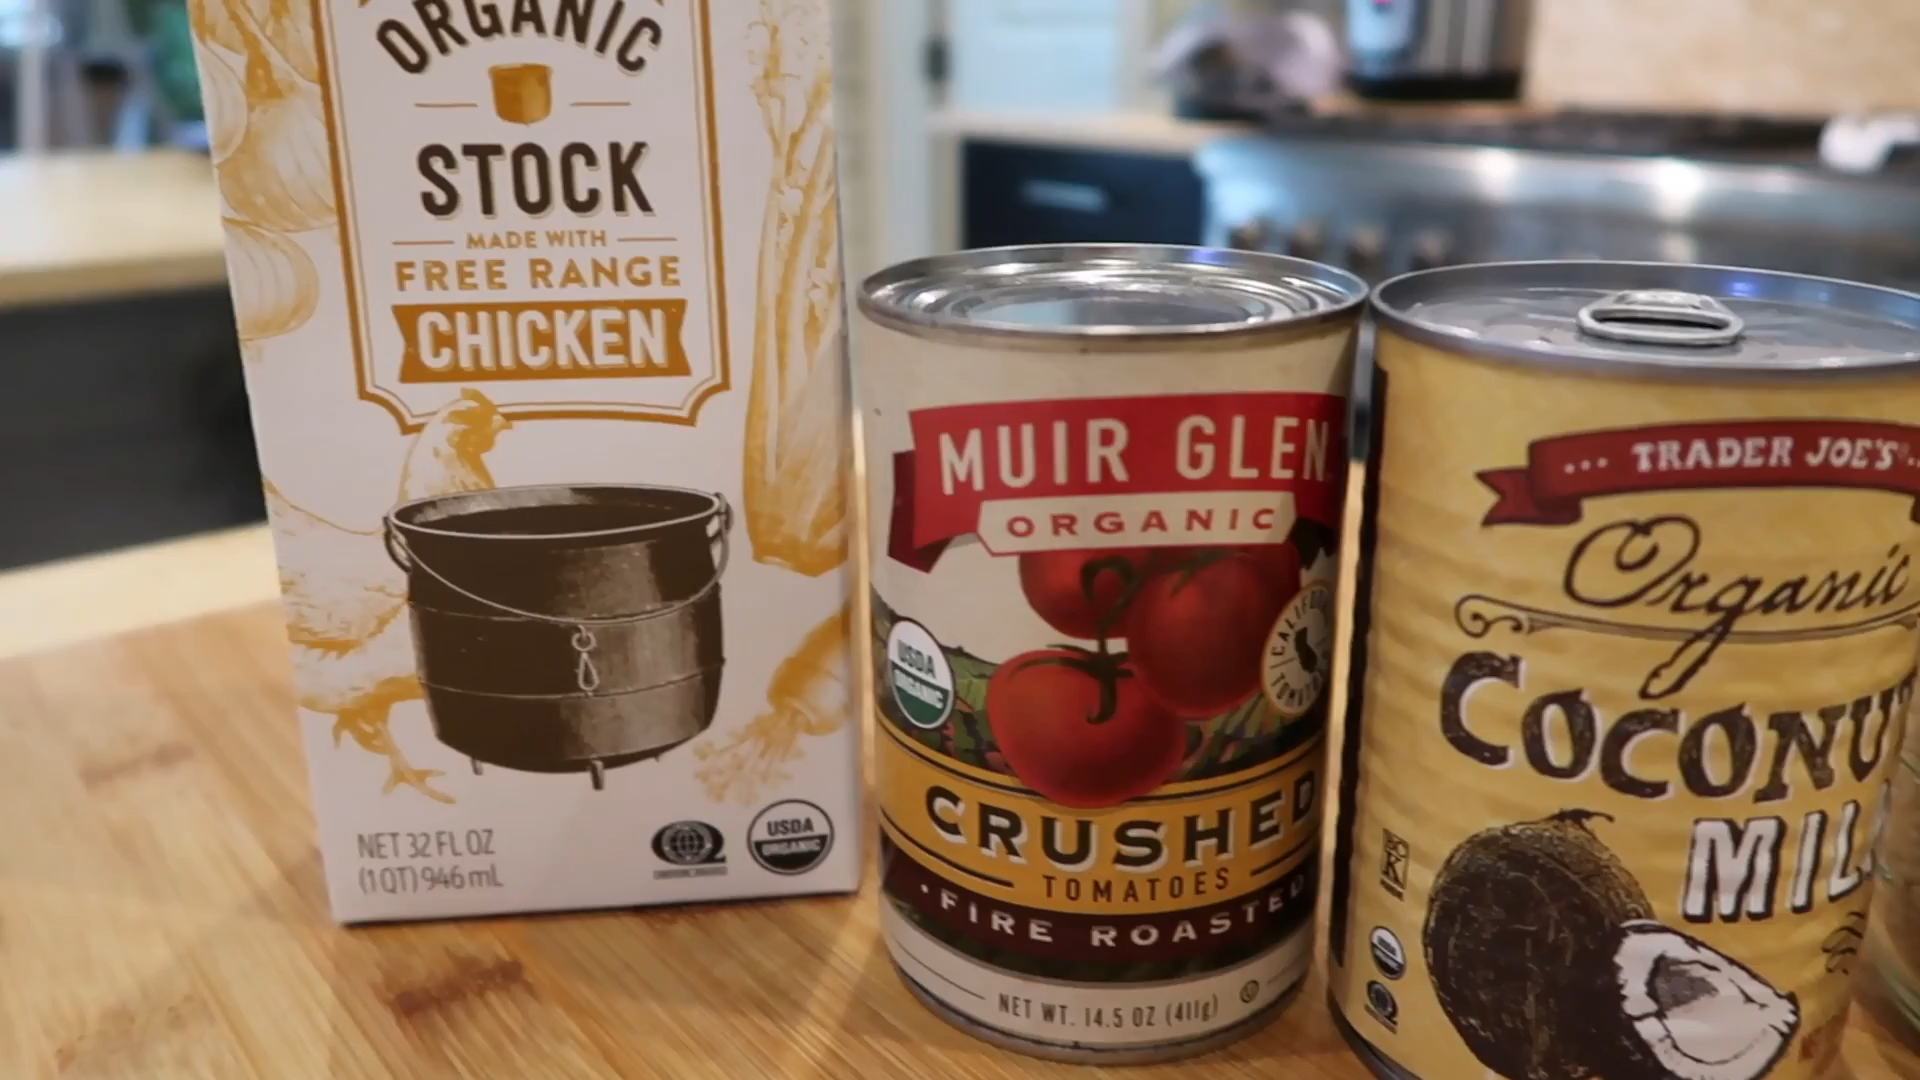 ORGANIC
STOCK
MADE WITH
FREE RANGE
CHICKEN
NET 32 FL OZ
(1 QT) 946 mL
USDA
ORGANIC
MUIR GLEN
ORGANIC
USDA
ORGANIC
CRUSHED
TOMATOES
• FIRE ROASTED
NET WT. 14.5 OZ (411g)
... TRADER JOE'S ...
Organic
COCONUT
MIL